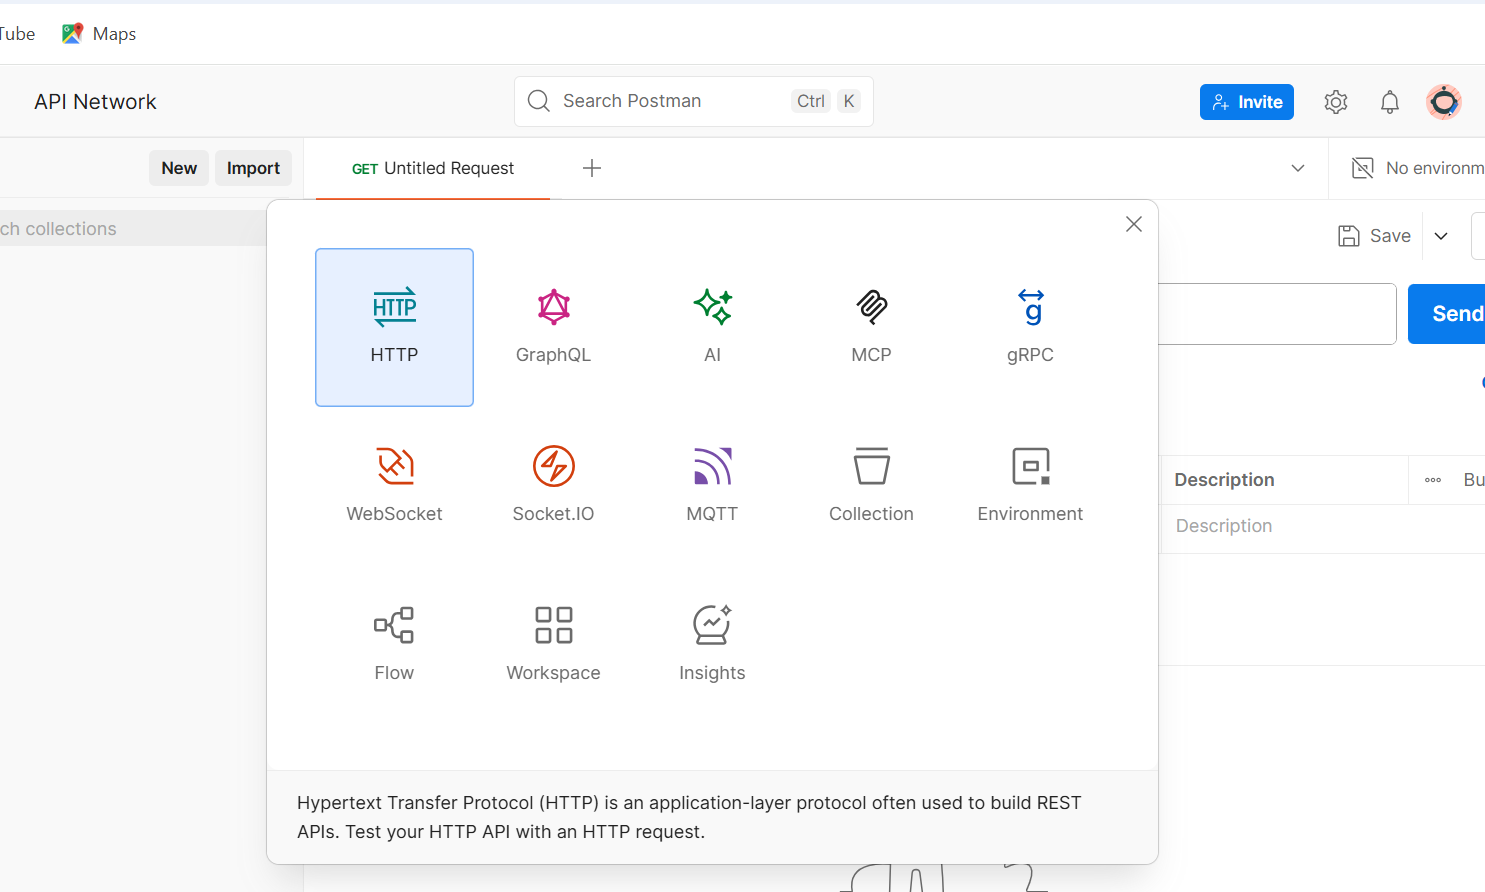 Tube Maps
API Network Search Postman Ctrl K Invite
New Import GET Untitled Request No environm
ch collections Save
HTTP
HTTP GraphQL AI MCP g gRPC
Send
WebSocket Socket.IO MQTT Collection Environment
Description Bu
Description
Flow Workspace Insights
Hypertext Transfer Protocol (HTTP) is an application-layer protocol often used to build REST
APIs. Test your HTTP API with an HTTP request.